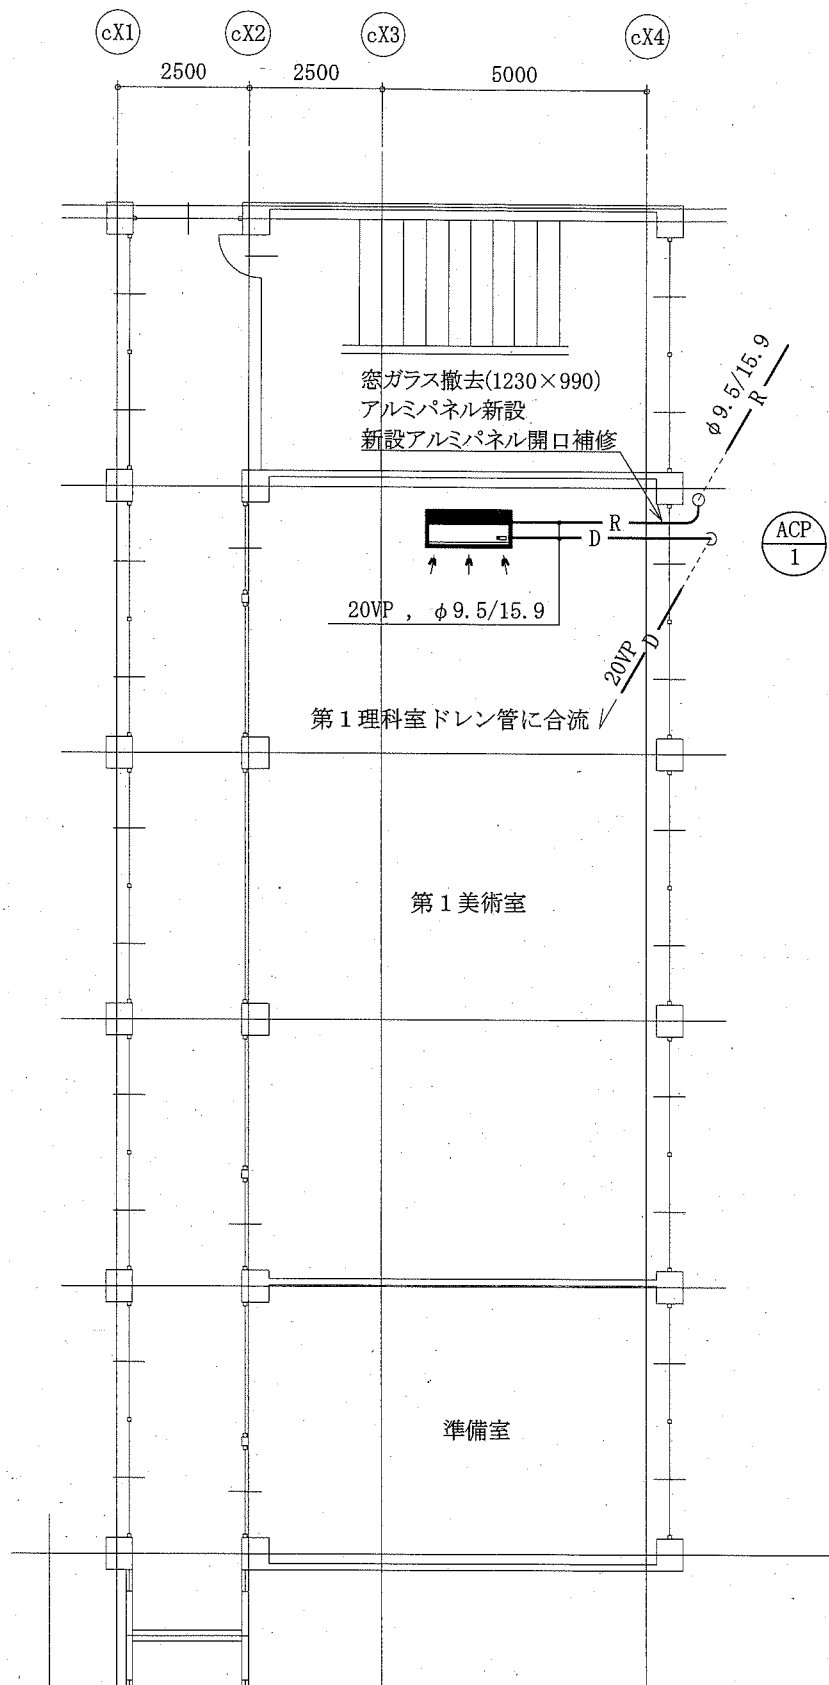 cX1
cX2
cX3
cX4
2500
2500
5000
窓ガラス撤去(1230×990)
アルミパネル新設
新設アルミパネル開口補修
φ9.5/15.9
R
R
D
ACP
1
20VP , φ9.5/15.9
20VP
D
第1理科室ドレン管に合流
第1美術室
準備室